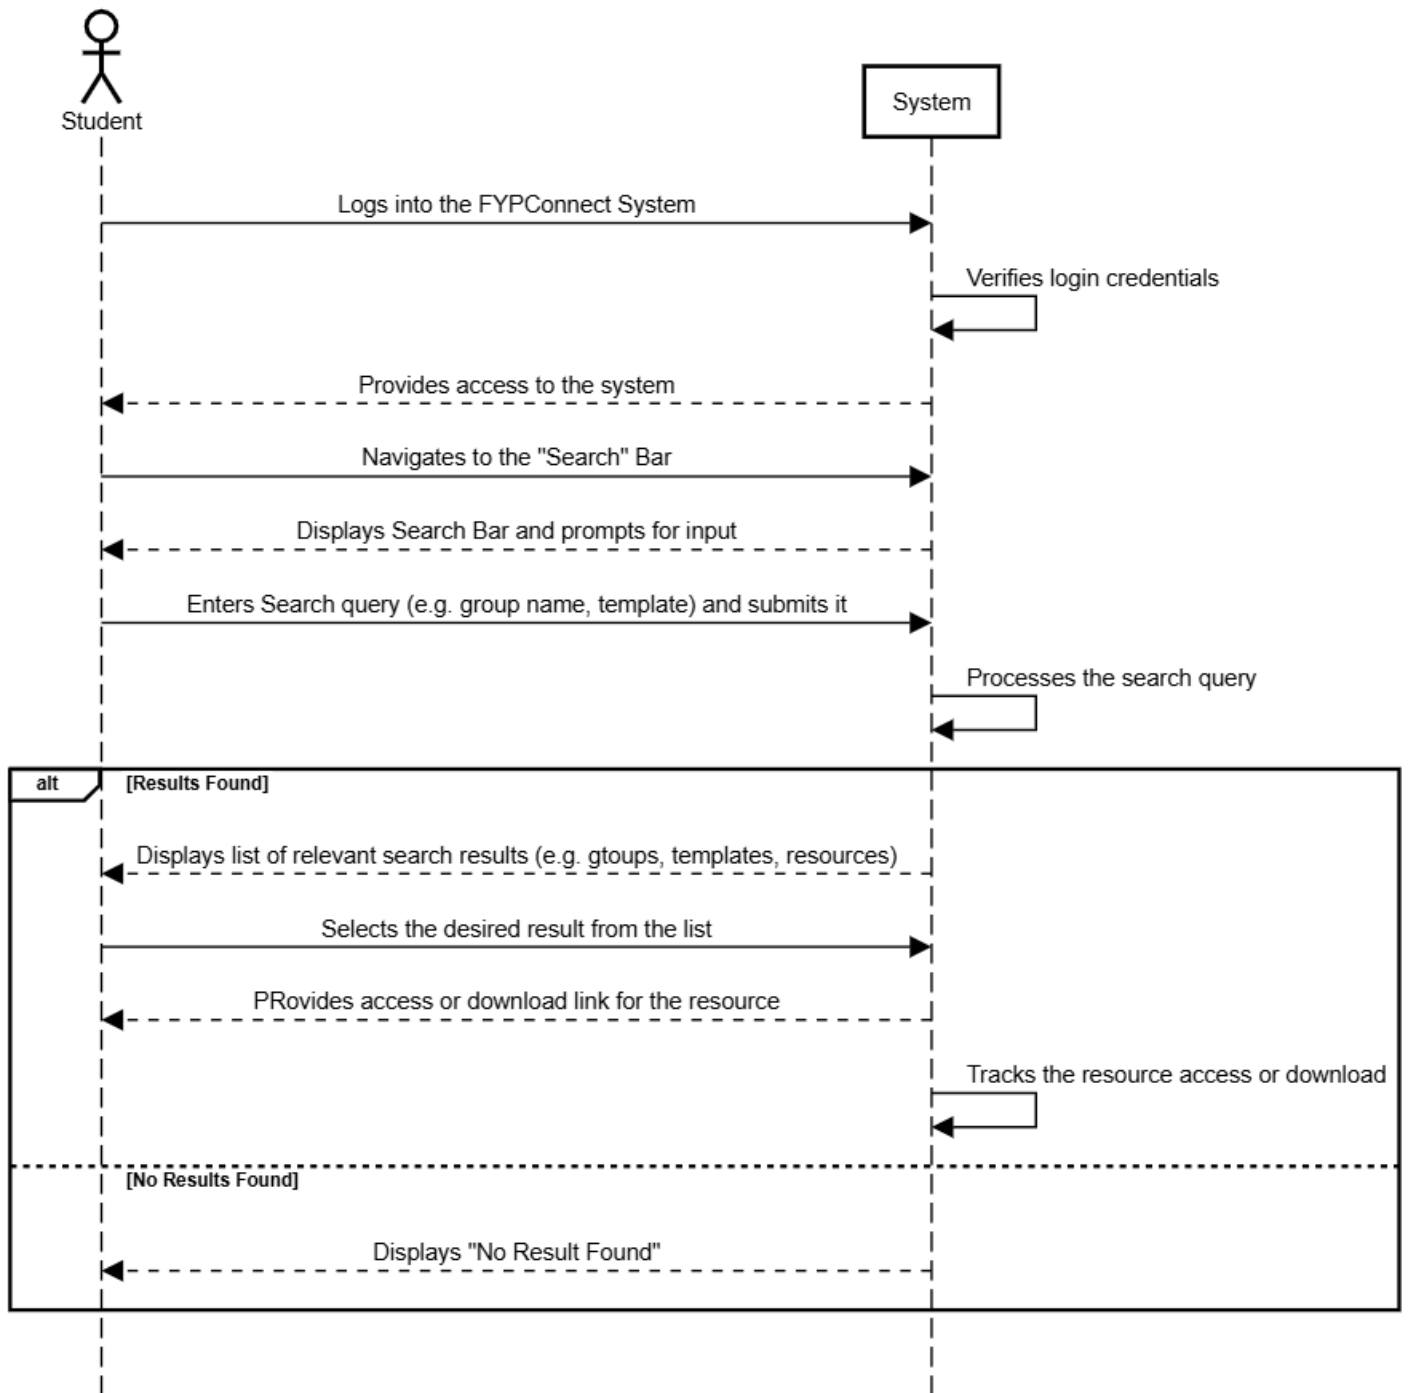 Student
System
Logs into the FYPConnect System
Verifies login credentials
Provides access to the system
Navigates to the "Search" Bar
Displays Search Bar and prompts for input
Enters Search query (e.g. group name, template) and submits it
Processes the search query
alt
[Results Found]
Displays list of relevant search results (e.g. gtoups, templates, resources)
Selects the desired result from the list
PRovides access or download link for the resource
Tracks the resource access or download
[No Results Found]
Displays "No Result Found"